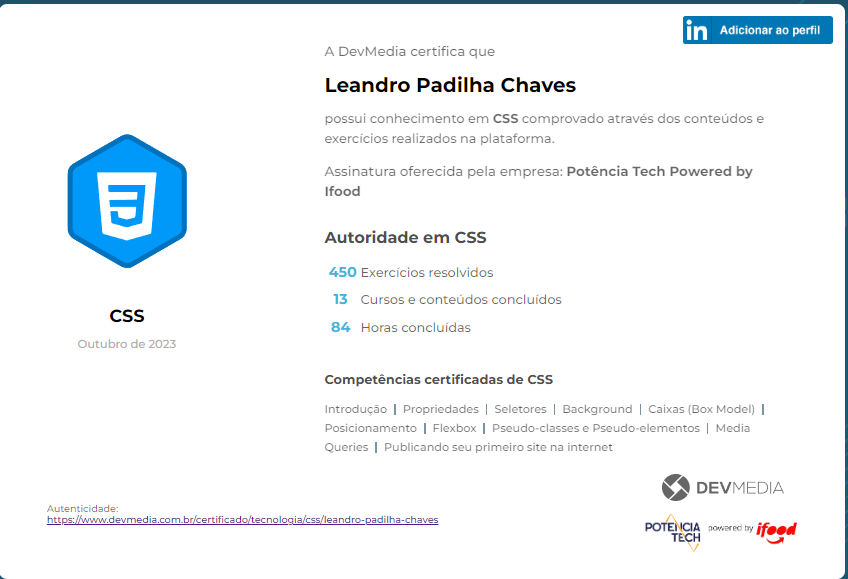 in Adicionar ao perfil
A DevMedia certifica que
Leandro Padilha Chaves
possui conhecimento em CSS comprovado através dos conteúdos e
exercícios realizados na plataforma.
Assinatura oferecida pela empresa: Potência Tech Powered by
Ifood
Autoridade em CSS
450 Exercícios resolvidos
13 Cursos e conteúdos concluídos
84 Horas concluídas
CSS
Outubro de 2023
Competências certificadas de CSS
Introdução | Propriedades | Seletores | Background | Caixas (Box Model) |
Posicionamento | Flexbox | Pseudo-classes e Pseudo-elementos | Media
Queries | Publicando seu primeiro site na internet
DEVMEDIA
Autenticidade:
https://www.devmedia.com.br/certificado/tecnologia/css/leandro-padilha-chaves
POTÊNCIA
TECH
powered by ifood